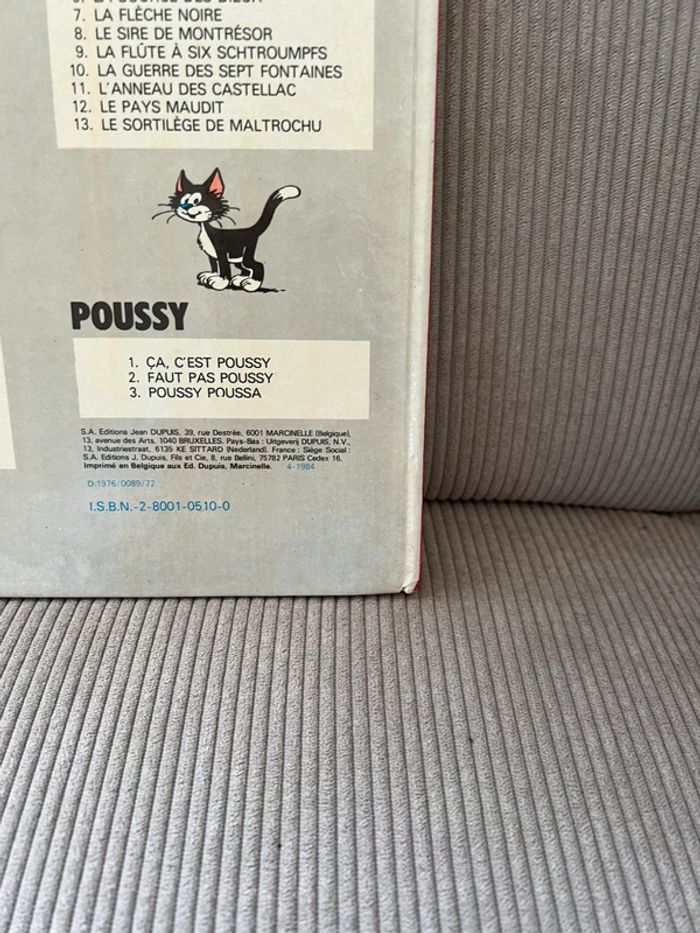 7. LA FLÈCHE NOIRE
8. LE SIRE DE MONTRÉSOR
9. LA FLÛTE À SIX SCHTROUMPFS
10. LA GUERRE DES SEPT FONTAINES
11. L'ANNEAU DES CASTELLAC
12. LE PAYS MAUDIT
13. LE SORTILÈGE DE MALTROCHU
POUSSY
1. ÇA, C'EST POUSSY
2. FAUT PAS POUSSY
3. POUSSY POUSSA
S.A. Editions Jean DUPUIS, 39, rue Destrée, 6001 MARCINELLE (Belgique),
13, avenue des Arts, 1040 BRUXELLES. Pays-Bas : Uitgeverij DUPUIS, N.V.,
13, Industriestraat, 6135 KE SITTARD (Nederland). France : Siège Social :
S.A. Editions J. Dupuis, Fils et Cie, 8, rue Bellini, 75782 PARIS Cedex 16.
Imprimé en Belgique aux Ed. Dupuis, Marcinelle. 4-1984
D.1976/0089/72
I.S.B.N.-2-8001-0510-0